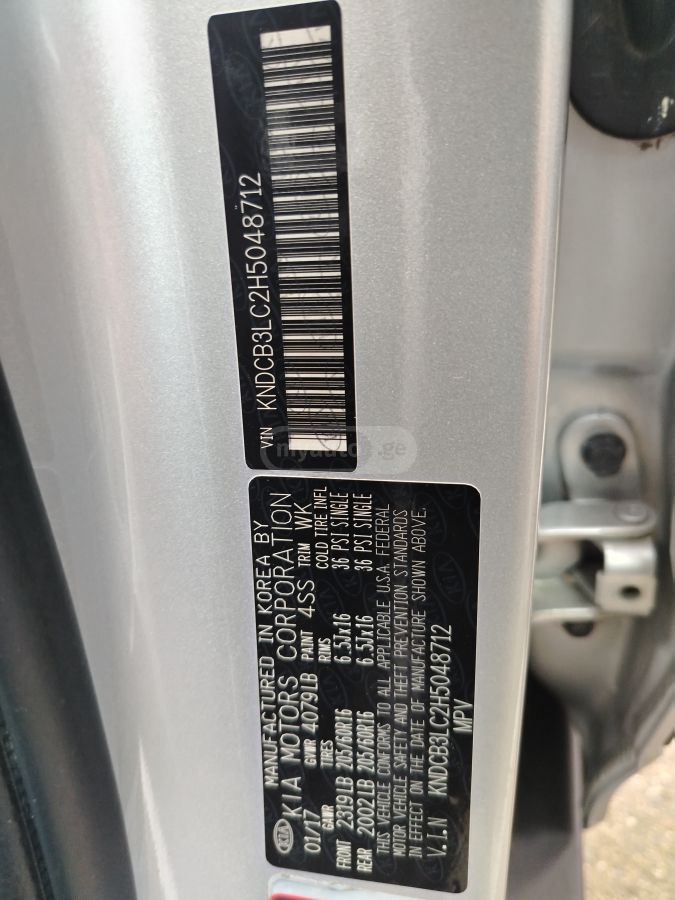 VIN KNDCB3LC2H5048712
myauto.ge
MANUFACTURED IN KOREA BY
KIA KIA MOTORS CORPORATION
01/17 GVWR 4079LB PAINT 4SS TRIM WK
GAWR TIRES RIMS COLD TIRE INFL
FRONT 2319LB 205/60R16 6.5Jx16 36 PSI SINGLE
REAR 2002LB 205/60R16 6.5Jx16 36 PSI SINGLE
THIS VEHICLE CONFORMS TO ALL APPLICABLE U.S.A. FEDERAL
MOTOR VEHICLE SAFETY AND THEFT PREVENTION STANDARDS
IN EFFECT ON THE DATE OF MANUFACTURE SHOWN ABOVE.
V.I.N KNDCB3LC2H5048712
MPV